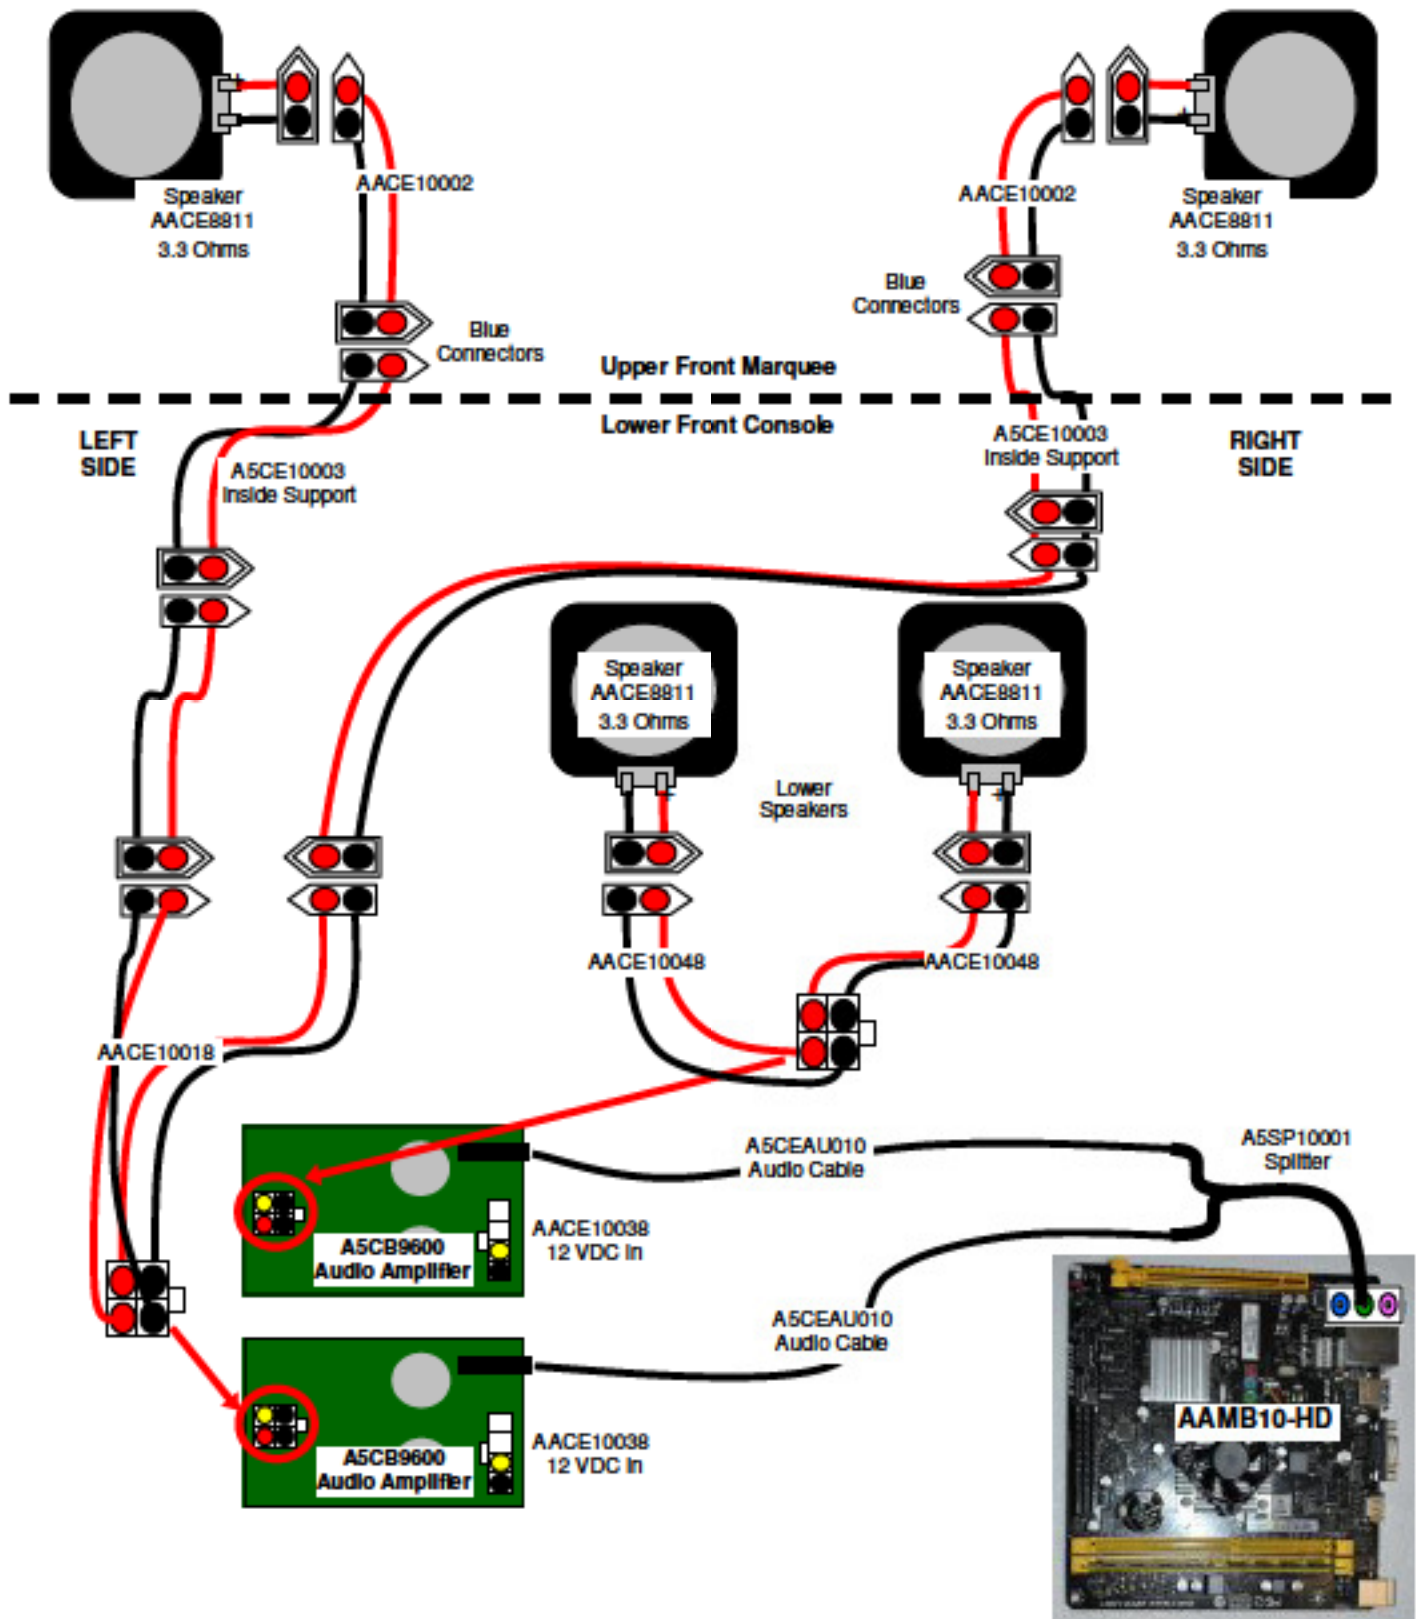 Speaker
AACE8811
3.3 Ohms
AACE10002
AACE10002
Speaker
AACE8811
3.3 Ohms
Blue
Connectors
Blue
Connectors
Upper Front Marquee
Lower Front Console
LEFT
SIDE
A5CE10003
Inside Support
A5CE10003
Inside Support
RIGHT
SIDE
Speaker
AACE8811
3.3 Ohms
Speaker
AACE8811
3.3 Ohms
Lower
Speakers
AACE10048
AACE10048
AACE10018
A5CEAU010
Audio Cable
A5SP10001
Splitter
A5CB9600
Audio Amplifier
AACE10038
12 VDC In
A5CEAU010
Audio Cable
A5CB9600
Audio Amplifier
AACE10038
12 VDC In
AAMB10-HD